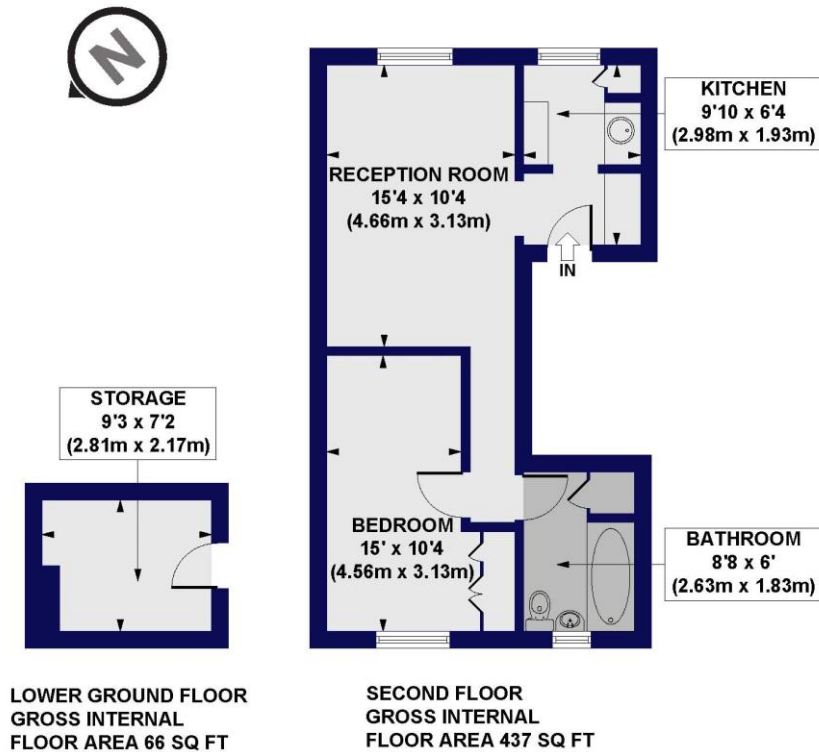 N
KITCHEN
9'10 x 6'4
(2.98m x 1.93m)
RECEPTION ROOM
15'4 x 10'4
(4.66m x 3.13m)
IN
STORAGE
9'3 x 7'2
(2.81m x 2.17m)
BEDROOM
15' x 10'4
(4.56m x 3.13m)
BATHROOM
8'8 x 6'
(2.63m x 1.83m)
LOWER GROUND FLOOR
GROSS INTERNAL
FLOOR AREA 66 SQ FT
SECOND FLOOR
GROSS INTERNAL
FLOOR AREA 437 SQ FT